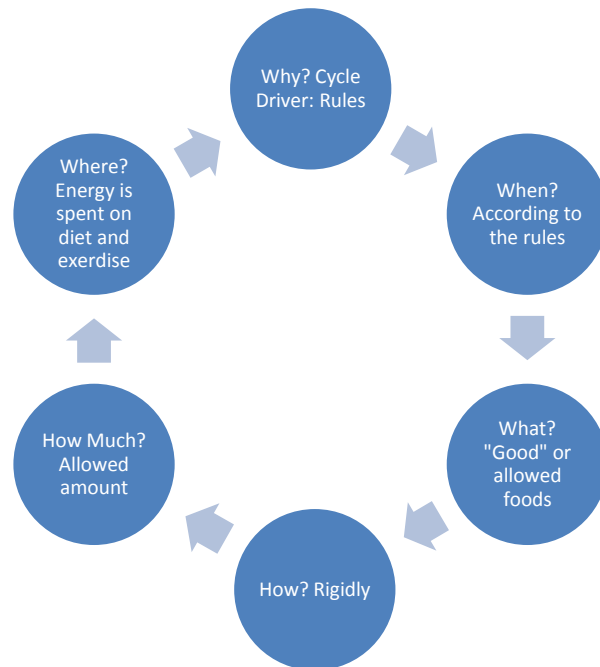 Why? Cycle
Driver: Rules
When?
According to
the rules
What?
"Good" or
allowed
foods
How? Rigidly
How Much?
Allowed
amount
Where?
Energy is
spent on
diet and
exerdise